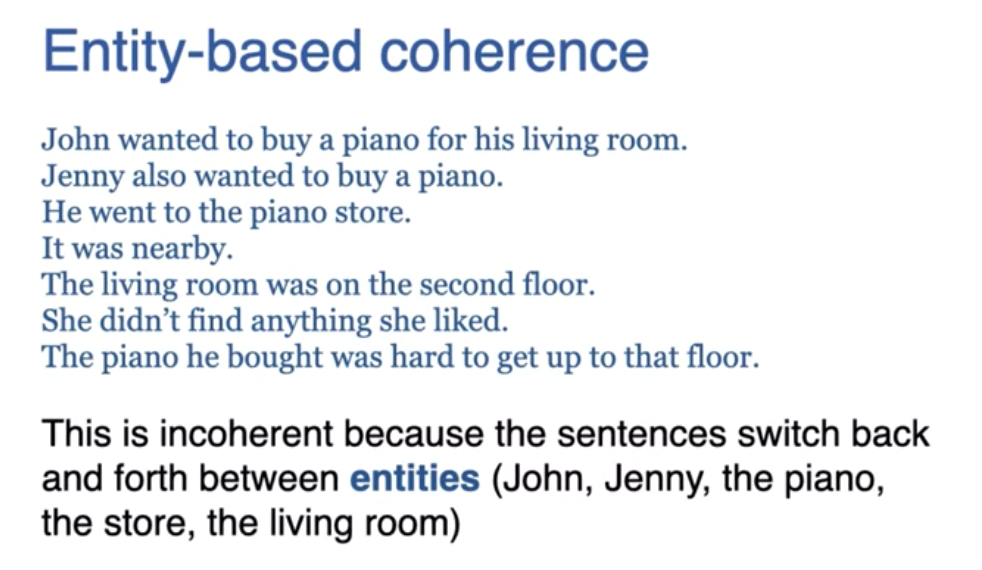 Entity-based coherence
John wanted to buy a piano for his living room.
Jenny also wanted to buy a piano.
He went to the piano store.
It was nearby.
The living room was on the second floor.
She didn’t find anything she liked.
The piano he bought was hard to get up to that floor.
This is incoherent because the sentences switch back
and forth between entities (John, Jenny, the piano,
the store, the living room)